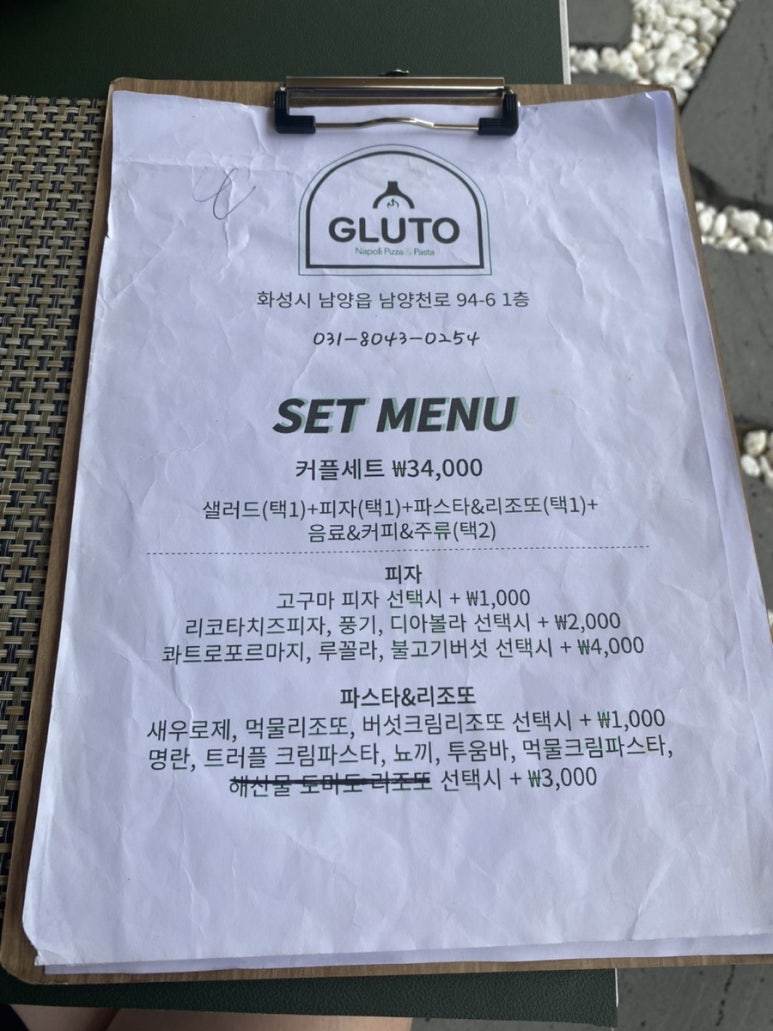 GLUTO
Napoli Pizza & Pasta
화성시 남양읍 남양천로 94-6 1층
031-8043-0254
SET MENU
커플세트 ₩34,000
샐러드(택1)+피자(택1)+파스타&리조또(택1)+
음료&커피&주류(택2)
피자
고구마 피자 선택시 + ₩1,000
리코타치즈피자, 풍기, 디아볼라 선택시 + ₩2,000
콰트로포르마지, 루꼴라, 불고기버섯 선택시 + ₩4,000
파스타&리조또
새우로제, 먹물리조또, 버섯크림리조또 선택시 + ₩1,000
명란, 트러플 크림파스타, 뇨끼, 투움바, 먹물크림파스타,
해산물 토마토 리조또 선택시 + ₩3,000